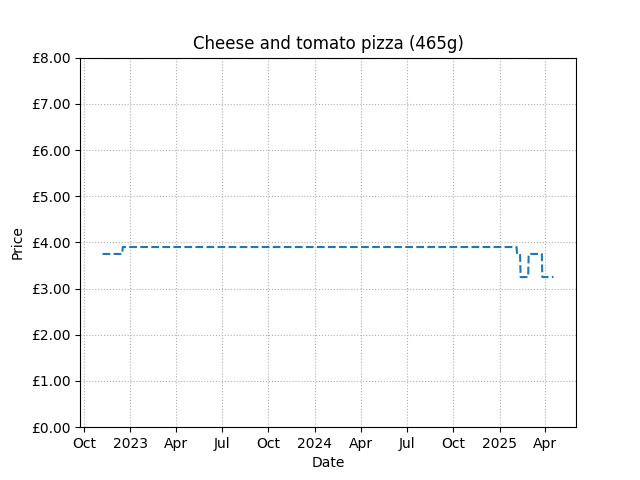 Cheese and tomato pizza (465g)
£8.00
£7.00
£6.00
£5.00
£4.00
£3.00
£2.00
£1.00
£0.00
Price
Oct 2023 Apr Jul Oct 2024 Apr Jul Oct 2025 Apr
Date